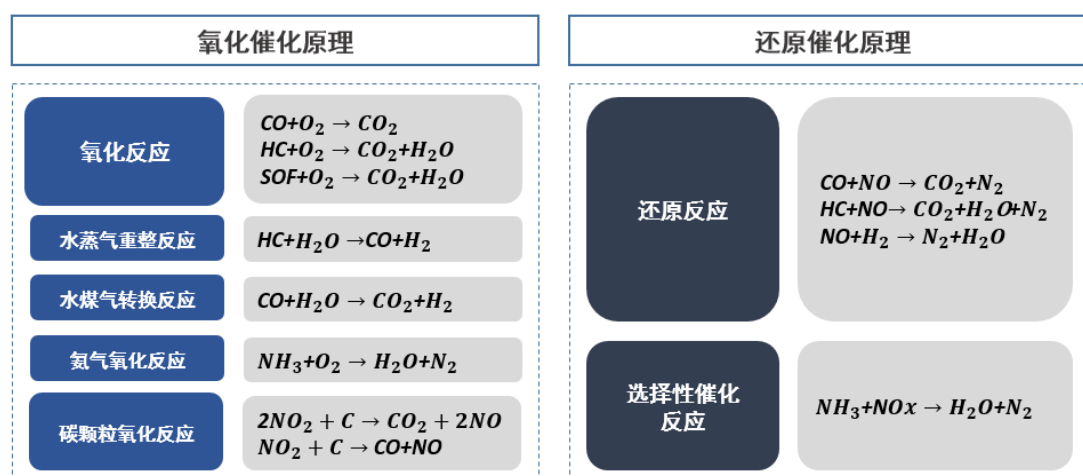 氧化催化原理
氧化反应
CO+O₂ → CO₂
HC+O₂ → CO₂+H₂O
SOF+O₂ → CO₂+H₂O
水蒸气重整反应
HC+H₂O →CO+H₂
水煤气转换反应
CO+H₂O → CO₂+H₂
氨气氧化反应
NH₃+O₂ → H₂O+N₂
碳颗粒氧化反应
2NO₂ + C → CO₂ + 2NO
NO₂ + C → CO+NO
还原催化原理
还原反应
CO+NO → CO₂+N₂
HC+NO→ CO₂+H₂O+N₂
NO+H₂ → N₂+H₂O
选择性催化
反应
NH₃+NOx → H₂O+N₂